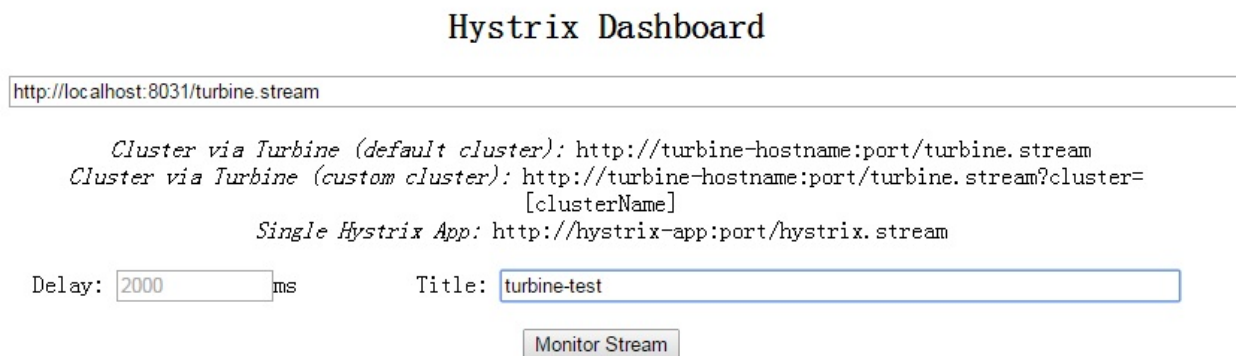 Hystrix Dashboard
http://localhost:8031/turbine.stream
Cluster via Turbine (default cluster): http://turbine-hostname:port/turbine.stream
Cluster via Turbine (custom cluster): http://turbine-hostname:port/turbine.stream?cluster=
[clusterName]
Single Hystrix App: http://hystrix-app:port/hystrix.stream
Delay: 2000 ms Title: turbine-test
Monitor Stream